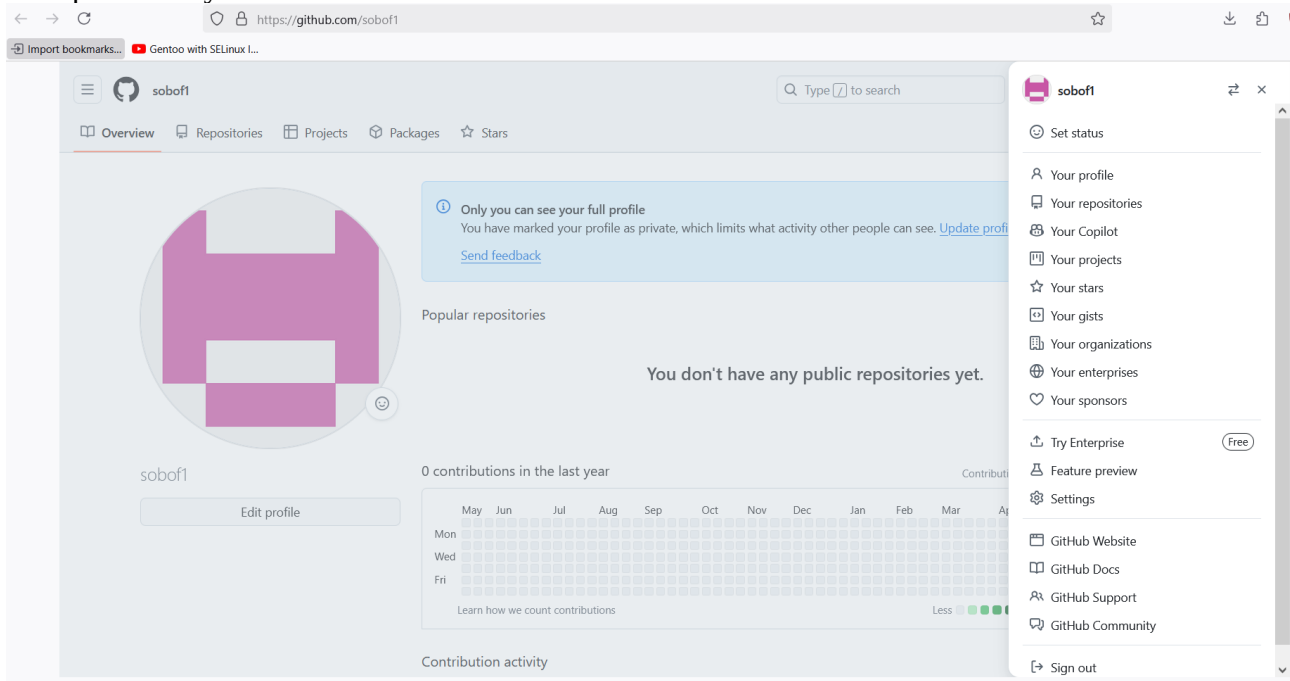 https://github.com/sobof1
Import bookmarks...
Gentoo with SELinux I...
sobof1
Type / to search
Overview
Repositories
Projects
Packages
Stars
Only you can see your full profile
You have marked your profile as private, which limits what activity other people can see. Update profi
Send feedback
Popular repositories
You don't have any public repositories yet.
sobof1
Edit profile
0 contributions in the last year
Contributi
May Jun Jul Aug Sep Oct Nov Dec Jan Feb Mar Ap
Mon
Wed
Fri
Learn how we count contributions
Less
Contribution activity
sobof1
Set status
Your profile
Your repositories
Your Copilot
Your projects
Your stars
Your gists
Your organizations
Your enterprises
Your sponsors
Try Enterprise
Free
Feature preview
Settings
GitHub Website
GitHub Docs
GitHub Support
GitHub Community
Sign out